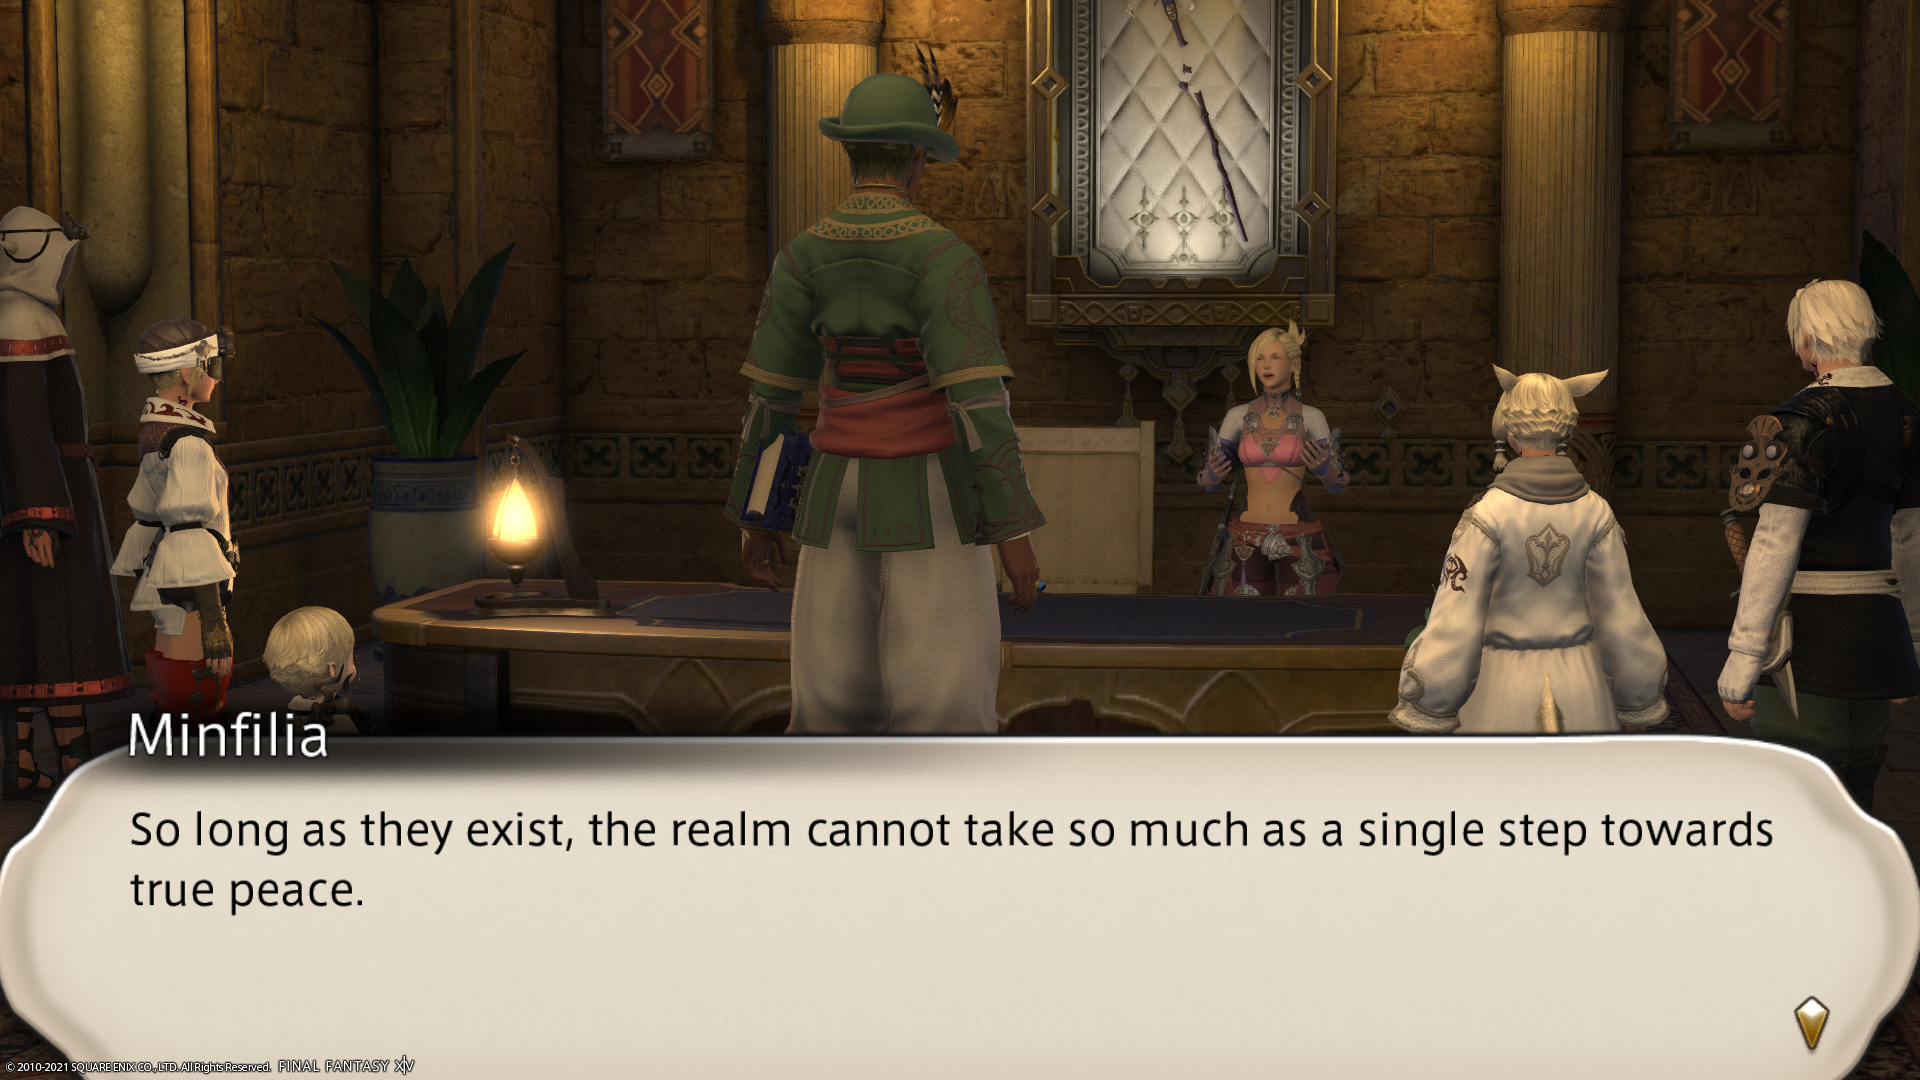 Minfilia
So long as they exist, the realm cannot take so much as a single step towards
true peace.
© 2010-2021 SQUARE ENIX CO., LTD. All Rights Reserved. FINAL FANTASY XIV